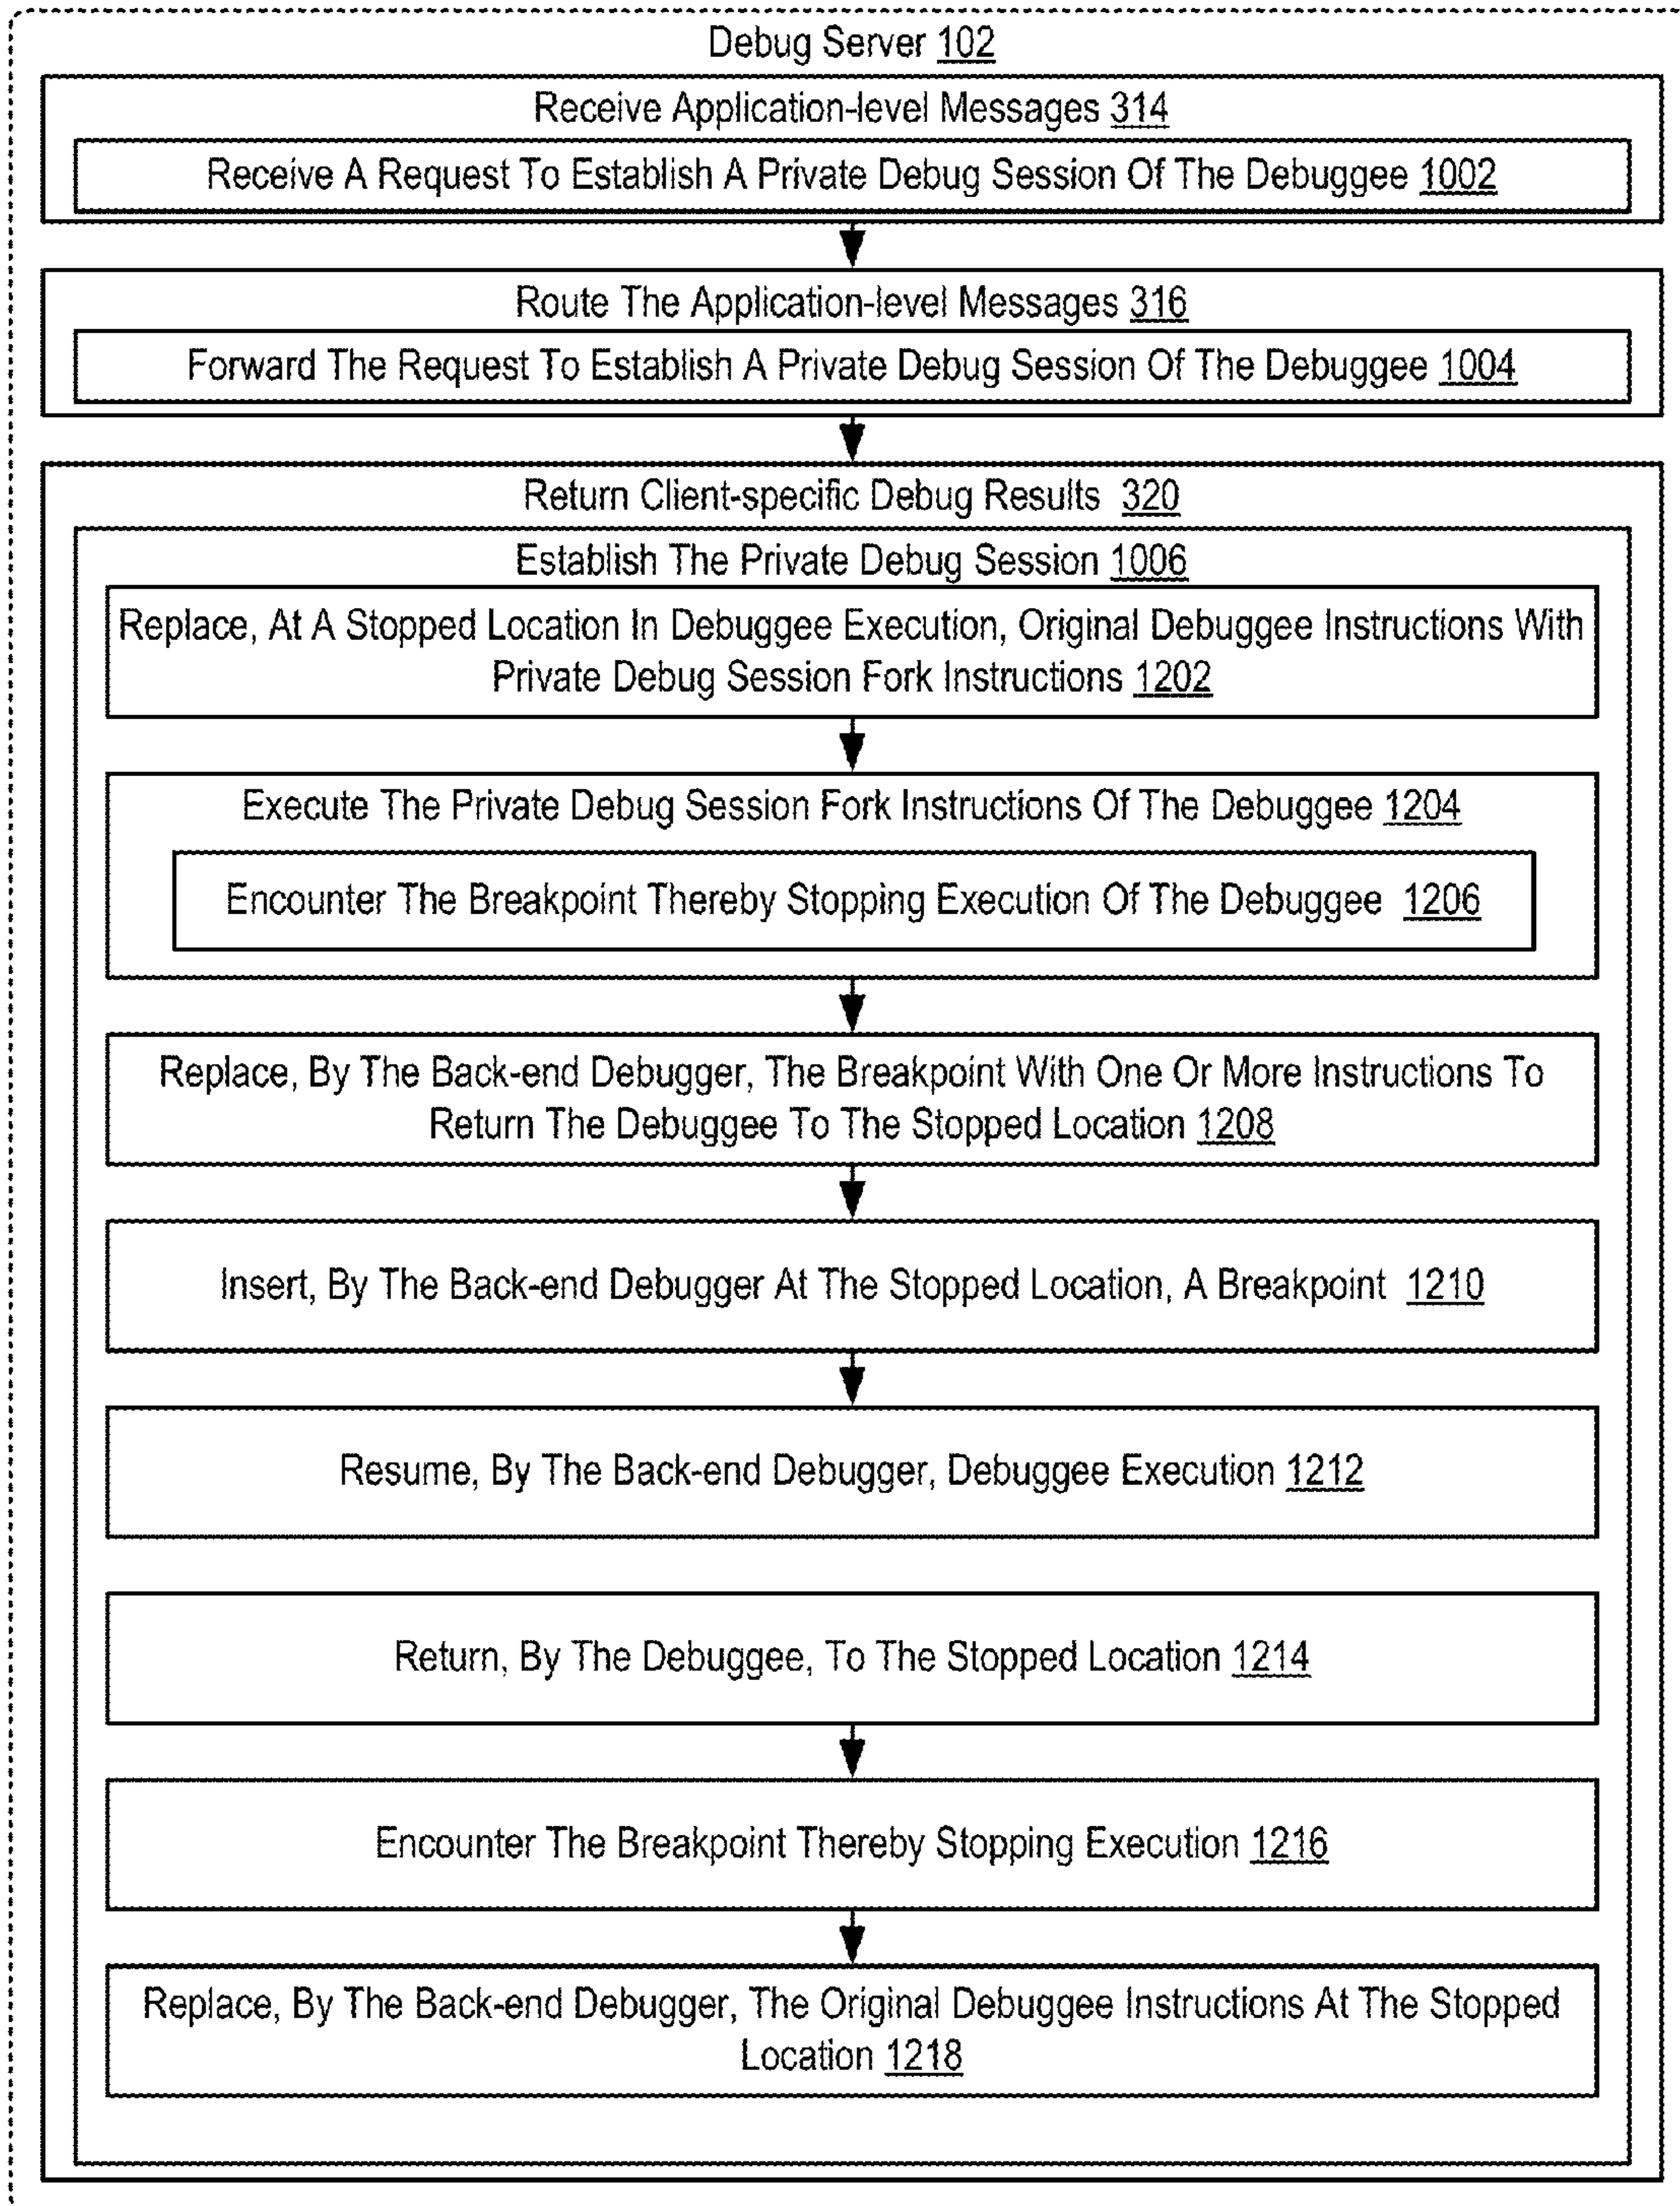 Debug Server 102
Receive Application-level Messages 314
Receive A Request To Establish A Private Debug Session Of The Debuggee 1002
Route The Application-level Messages 316
Forward The Request To Establish A Private Debug Session Of The Debuggee 1004
Return Client-specific Debug Results 320
Establish The Private Debug Session 1006
Replace, At A Stopped Location In Debuggee Execution, Original Debuggee Instructions With
Private Debug Session Fork Instructions 1202
Execute The Private Debug Session Fork Instructions Of The Debuggee 1204
Encounter The Breakpoint Thereby Stopping Execution Of The Debuggee 1206
Replace, By The Back-end Debugger, The Breakpoint With One Or More Instructions To
Return The Debuggee To The Stopped Location 1208
Insert, By The Back-end Debugger At The Stopped Location, A Breakpoint 1210
Resume, By The Back-end Debugger, Debuggee Execution 1212
Return, By The Debuggee, To The Stopped Location 1214
Encounter The Breakpoint Thereby Stopping Execution 1216
Replace, By The Back-end Debugger, The Original Debuggee Instructions At The Stopped
Location 1218